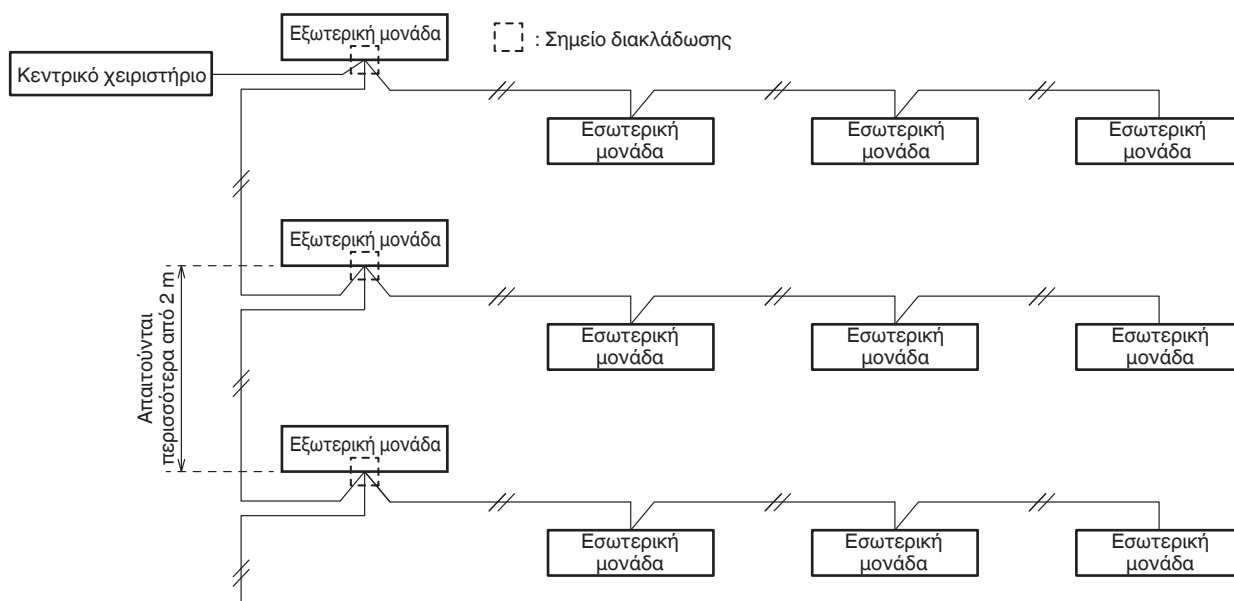 Εξωτερική μονάδα
: Σημείο διακλάδωσης
Κεντρικό χειριστήριο
Εσωτερική
μονάδα
Εσωτερική
μονάδα
Εσωτερική
μονάδα
Εξωτερική μονάδα
Απαιτούνται
περισσότερα από 2 m
Εσωτερική
μονάδα
Εσωτερική
μονάδα
Εσωτερική
μονάδα
Εξωτερική μονάδα
Εσωτερική
μονάδα
Εσωτερική
μονάδα
Εσωτερική
μονάδα